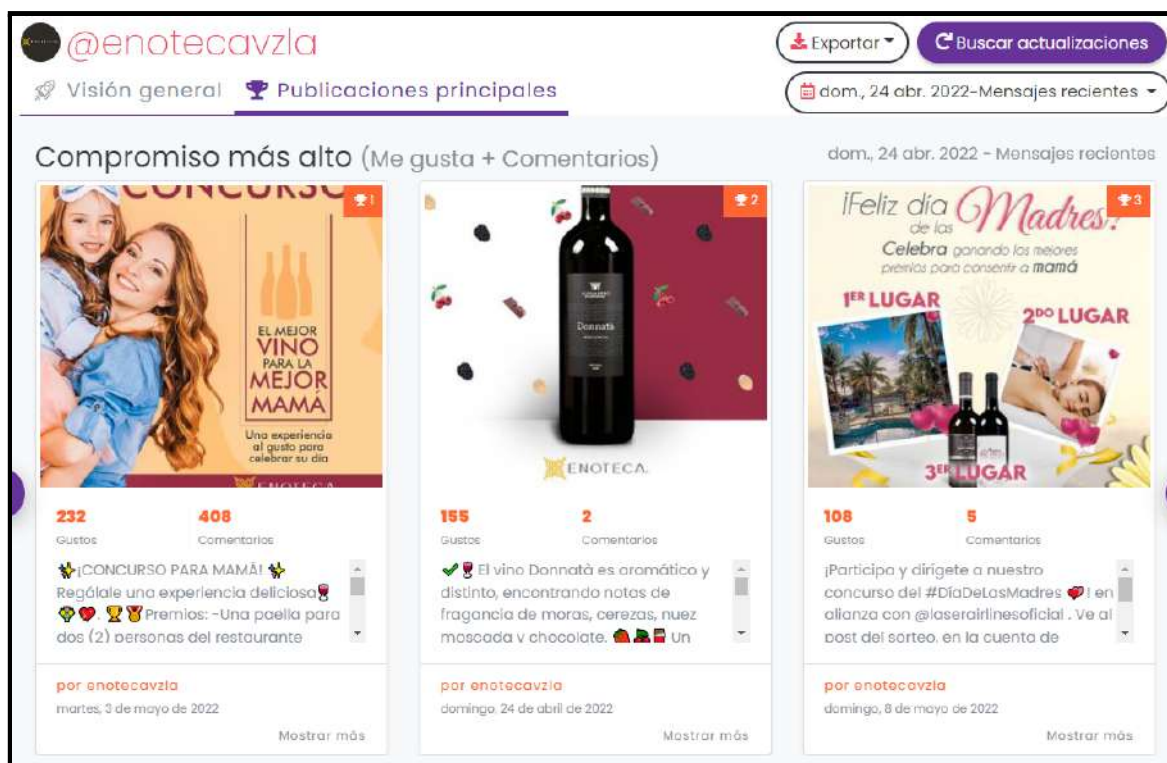 @enotecavzla
Exportar
Buscar actualizaciones
Visión general
Publicaciones principales
dom., 24 abr. 2022-Mensajes recientes
Compromiso más alto (Me gusta + Comentarios)
dom., 24 abr. 2022 - Mensajes recientes
CONCURSO
1
EL MEJOR
VINO
PARA LA
MEJOR
MAMÁ
Una experiencia
al gusto para
celebrar su día
ENOTECA
232
408
Gustos
Comentarios
¡CONCURSO PARA MAMÁ!
Regálale una experiencia deliciosa
. Premios: -Una paella para
dos (2) personas del restaurante
por enotecavzla
martes, 3 de mayo de 2022
Mostrar más
2
Donnatà
ENOTECA.
155
2
Gustos
Comentarios
El vino Donnatà es aromático y
distinto, encontrando notas de
fragancia de moras, cerezas, nuez
moscada y chocolate. Un
por enotecavzla
domingo, 24 de abril de 2022
Mostrar más
3
¡Feliz día
de las
Madres!
Celebra ganando los mejores
premios para consentir a mamá
1ER LUGAR
2DO LUGAR
3ER LUGAR
108
5
Gustos
Comentarios
¡Participa y dirígete a nuestro
concurso del #DíaDeLasMadres ! en
alianza con @laserairlinesoficial . Ve al
post del sorteo, en la cuenta de
por enotecavzla
domingo, 8 de mayo de 2022
Mostrar más